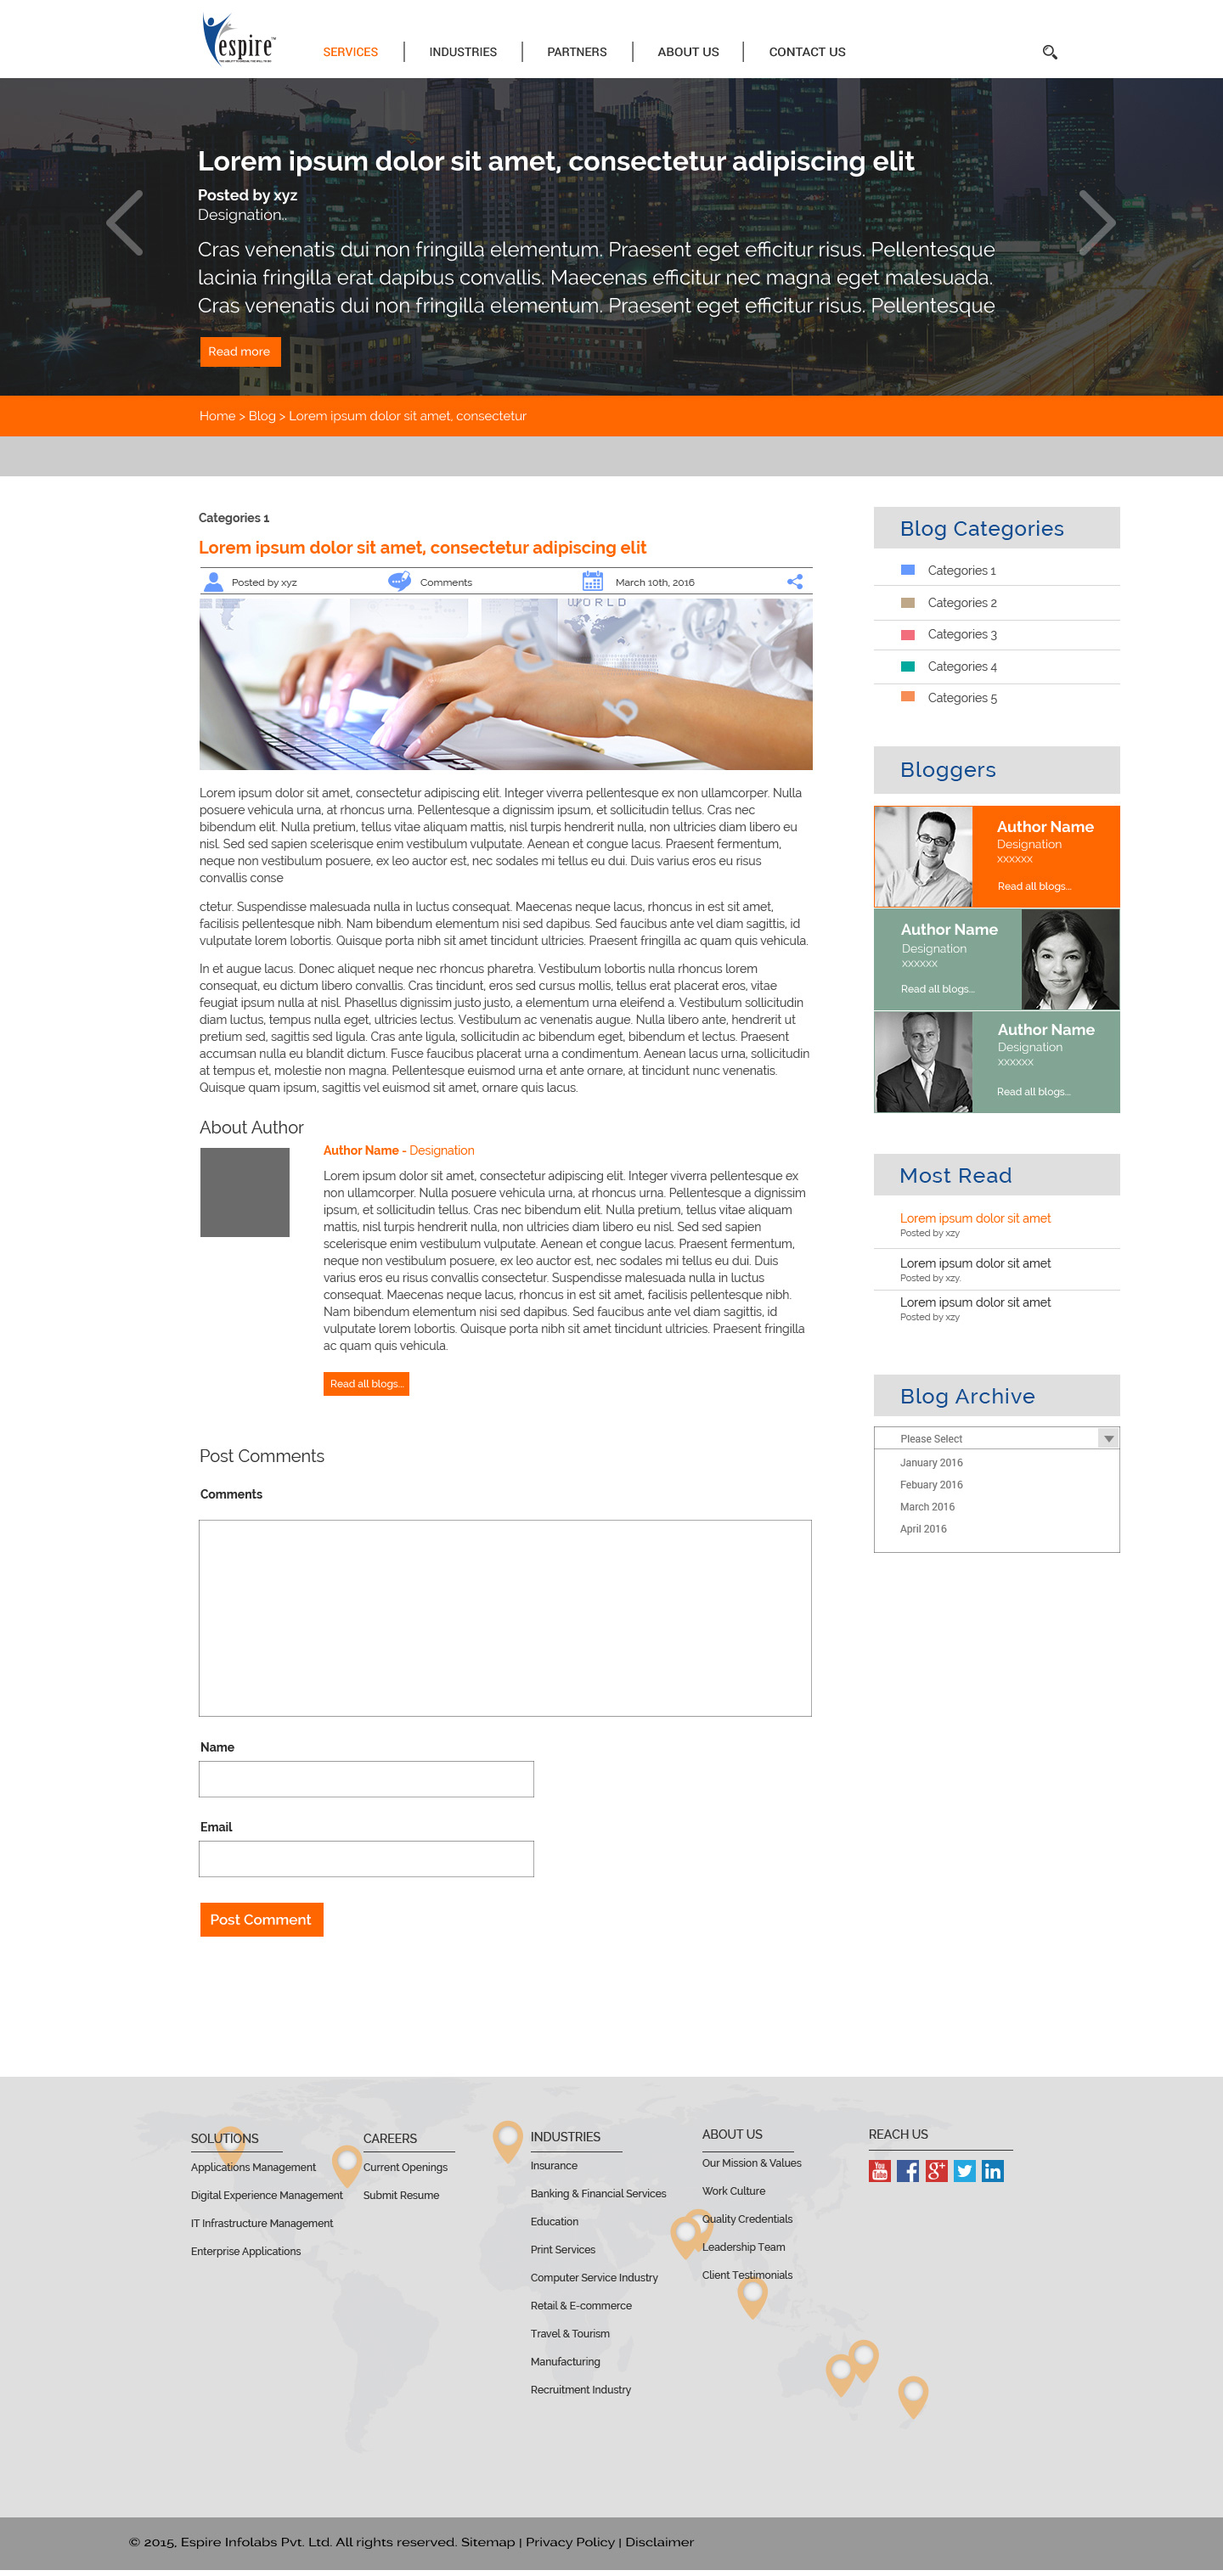 espire™
SERVICES
INDUSTRIES
PARTNERS
ABOUT US
CONTACT US
Lorem ipsum dolor sit amet, consectetur adipiscing elit
Posted by xyz
Designation..
Cras venenatis dui non fringilla elementum. Praesent eget efficitur risus. Pellentesque
lacinia fringilla erat dapibus convallis. Maecenas efficitur nec magna eget malesuada.
Cras venenatis dui non fringilla elementum. Praesent eget efficitur risus. Pellentesque
Read more
Home > Blog > Lorem ipsum dolor sit amet, consectetur
Categories 1
Lorem ipsum dolor sit amet, consectetur adipiscing elit
Posted by xyz
Comments
March 10th, 2016
WORLD
Lorem ipsum dolor sit amet, consectetur adipiscing elit. Integer viverra pellentesque ex non ullamcorper. Nulla
posuere vehicula urna, at rhoncus urna. Pellentesque a dignissim ipsum, et sollicitudin tellus. Cras nec
bibendum elit. Nulla pretium, tellus vitae aliquam mattis, nisl turpis hendrerit nulla, non ultricies diam libero eu
nisl. Sed sed sapien scelerisque enim vestibulum vulputate. Aenean et congue lacus. Praesent fermentum,
neque non vestibulum posuere, ex leo auctor est, nec sodales mi tellus eu dui. Duis varius eros eu risus
convallis conse
ctetur. Suspendisse malesuada nulla in luctus consequat. Maecenas neque lacus, rhoncus in est sit amet,
facilisis pellentesque nibh. Nam bibendum elementum nisi sed dapibus. Sed faucibus ante vel diam sagittis, id
vulputate lorem lobortis. Quisque porta nibh sit amet tincidunt ultricies. Praesent fringilla ac quam quis vehicula.
In et augue lacus. Donec aliquet neque nec rhoncus pharetra. Vestibulum lobortis nulla rhoncus lorem
consequat, eu dictum libero convallis. Cras tincidunt, eros sed cursus mollis, tellus erat placerat eros, vitae
feugiat ipsum nulla at nisl. Phasellus dignissim justo justo, a elementum urna eleifend a. Vestibulum sollicitudin
diam luctus, tempus nulla eget, ultricies lectus. Vestibulum ac venenatis augue. Nulla libero ante, hendrerit ut
pretium sed, sagittis sed ligula. Cras ante ligula, sollicitudin ac bibendum eget, bibendum et lectus. Praesent
accumsan nulla eu blandit dictum. Fusce faucibus placerat urna a condimentum. Aenean lacus urna, sollicitudin
at tempus et, molestie non magna. Pellentesque euismod urna et ante ornare, at tincidunt nunc venenatis.
Quisque quam ipsum, sagittis vel euismod sit amet, ornare quis lacus.
About Author
Author Name - Designation
Lorem ipsum dolor sit amet, consectetur adipiscing elit. Integer viverra pellentesque ex
non ullamcorper. Nulla posuere vehicula urna, at rhoncus urna. Pellentesque a dignissim
ipsum, et sollicitudin tellus. Cras nec bibendum elit. Nulla pretium, tellus vitae aliquam
mattis, nisl turpis hendrerit nulla, non ultricies diam libero eu nisl. Sed sed sapien
scelerisque enim vestibulum vulputate. Aenean et congue lacus. Praesent fermentum,
neque non vestibulum posuere, ex leo auctor est, nec sodales mi tellus eu dui. Duis
varius eros eu risus convallis consectetur. Suspendisse malesuada nulla in luctus
consequat. Maecenas neque lacus, rhoncus in est sit amet, facilisis pellentesque nibh.
Nam bibendum elementum nisi sed dapibus. Sed faucibus ante vel diam sagittis, id
vulputate lorem lobortis. Quisque porta nibh sit amet tincidunt ultricies. Praesent fringilla
ac quam quis vehicula.
Read all blogs...
Post Comments
Comments
Name
Email
Post Comment
Blog Categories
Categories 1
Categories 2
Categories 3
Categories 4
Categories 5
Bloggers
Author Name
Designation
xxxxxx
Read all blogs...
Author Name
Designation
xxxxxx
Read all blogs...
Author Name
Designation
xxxxxx
Read all blogs...
Most Read
Lorem ipsum dolor sit amet
Posted by xzy
Lorem ipsum dolor sit amet
Posted by xzy.
Lorem ipsum dolor sit amet
Posted by xzy
Blog Archive
Please Select
January 2016
Febuary 2016
March 2016
April 2016
SOLUTIONS
Applications Management
Digital Experience Management
IT Infrastructure Management
Enterprise Applications
CAREERS
Current Openings
Submit Resume
INDUSTRIES
Insurance
Banking & Financial Services
Education
Print Services
Computer Service Industry
Retail & E-commerce
Travel & Tourism
Manufacturing
Recruitment Industry
ABOUT US
Our Mission & Values
Work Culture
Quality Credentials
Leadership Team
Client Testimonials
REACH US
You Tube
f
g+
in
© 2015, Espire Infolabs Pvt. Ltd. All rights reserved. Sitemap | Privacy Policy | Disclaimer